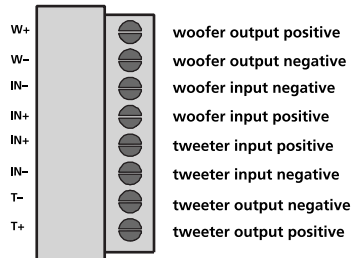 W+ woofer output positive
W– woofer output negative
IN– woofer input negative
IN+ woofer input positive
IN+ tweeter input positive
IN– tweeter input negative
T– tweeter output negative
T+ tweeter output positive